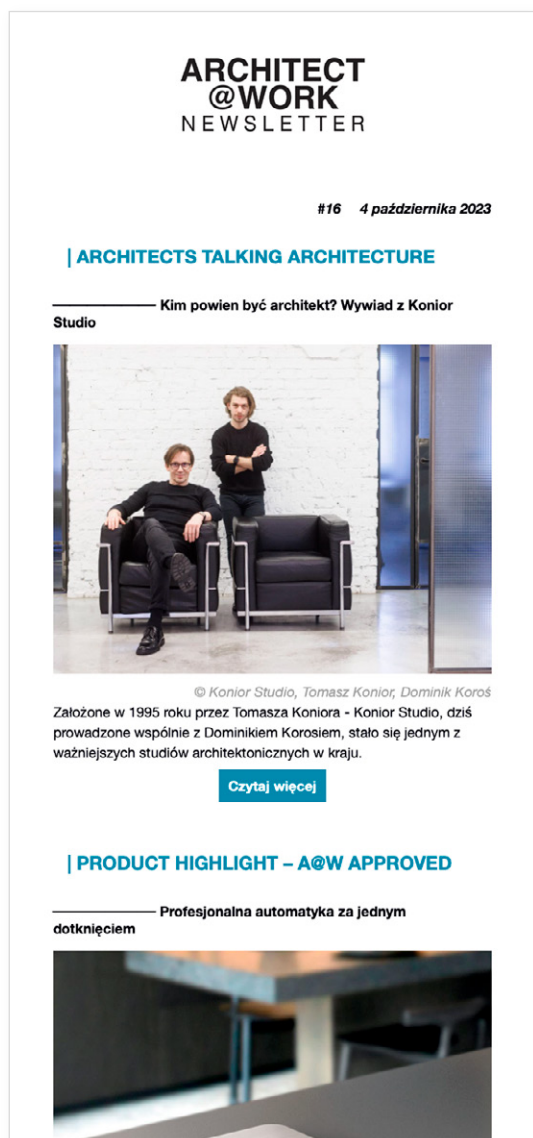 ARCHITECT
@WORK
NEWSLETTER
#16 4 października 2023
| ARCHITECTS TALKING ARCHITECTURE
Kim powien być architekt? Wywiad z Konior
Studio
© Konior Studio, Tomasz Konior, Dominik Koroś
Założone w 1995 roku przez Tomasza Koniora - Konior Studio, dziś
prowadzone wspólnie z Dominikiem Korosiem, stało się jednym z
ważniejszych studiów architektonicznych w kraju.
Czytaj więcej
| PRODUCT HIGHLIGHT – A@W APPROVED
Profesjonalna automatyka za jednym
dotknięciem